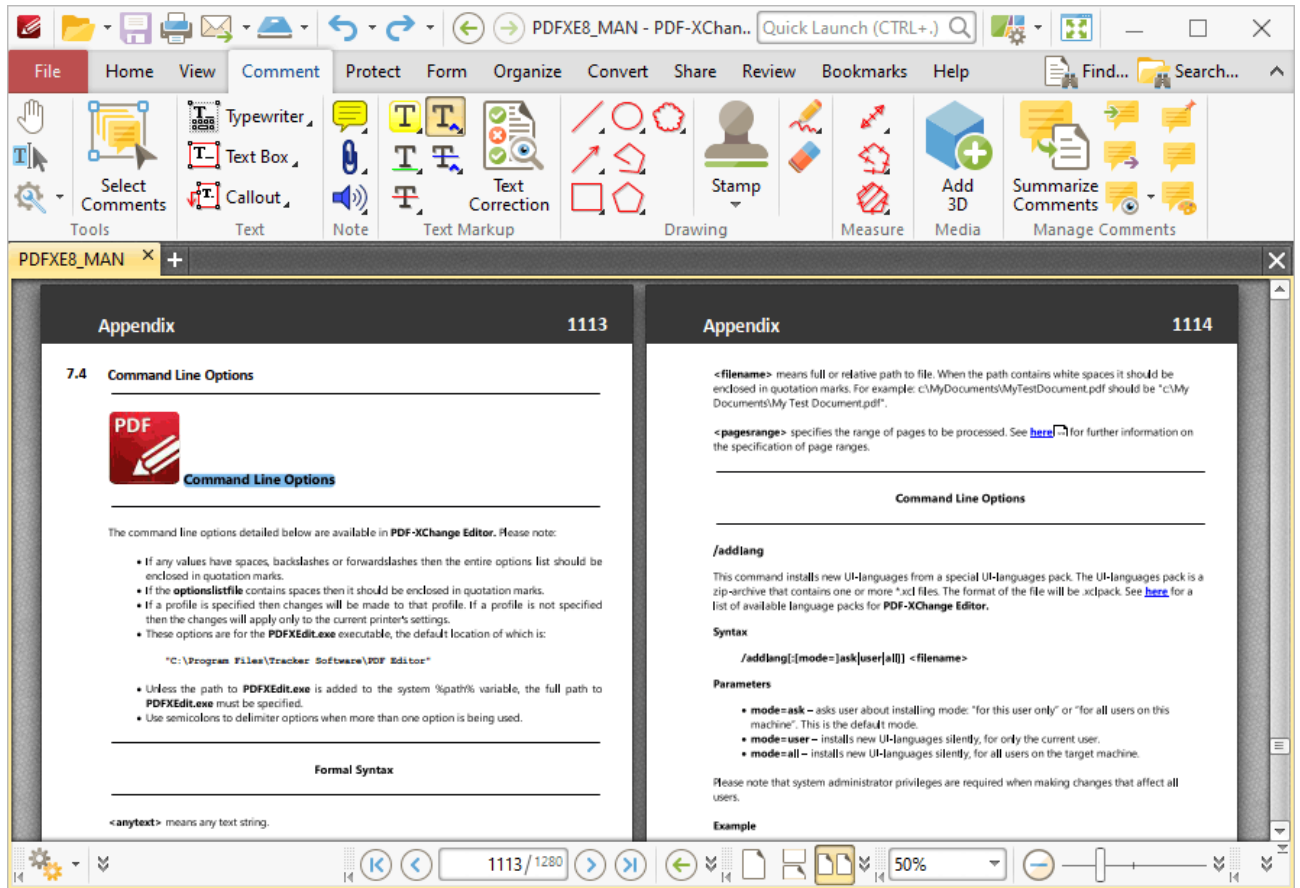 PDFXE8_MAN - PDF-XChan..
Quick Launch (CTRL+.)
File Home View Comment Protect Form Organize Convert Share Review Bookmarks Help Find... Search...
Select
Comments
Tools
Typewriter
Text Box
Callout
Text
Note
Text
Correction
Text Markup
Stamp
Drawing
Measure
Add
3D
Media
Summarize
Comments
Manage Comments
PDFXE8_MAN
Appendix 1113
7.4 Command Line Options
PDF
Command Line Options
The command line options detailed below are available in PDF-XChange Editor. Please note:
• If any values have spaces, backslashes or forwardslashes then the entire options list should be
enclosed in quotation marks.
• If the optionslistfile contains spaces then it should be enclosed in quotation marks.
• If a profile is specified then changes will be made to that profile. If a profile is not specified
then the changes will apply only to the current printer's settings.
• These options are for the PDFXEdit.exe executable, the default location of which is:
"C:\Program Files\Tracker Software\PDF Editor"
• Unless the path to PDFXEdit.exe is added to the system %path% variable, the full path to
PDFXEdit.exe must be specified.
• Use semicolons to delimiter options when more than one option is being used.
Formal Syntax
<anytext> means any text string.
Appendix 1114
<filename> means full or relative path to file. When the path contains white spaces it should be
enclosed in quotation marks. For example: c\MyDocuments\MyTestDocument.pdf should be "c\My
Documents\My Test Document.pdf".
<pagesrange> specifies the range of pages to be processed. See here for further information on
the specification of page ranges.
Command Line Options
/addlang
This command installs new UI-languages from a special UI-languages pack. The UI-languages pack is a
zip-archive that contains one or more *.xcl files. The format of the file will be .xclpack. See here for a
list of available language packs for PDF-XChange Editor.
Syntax
/addlang[:[mode=]ask|user|all]] <filename>
Parameters
• mode=ask – asks user about installing mode: "for this user only" or "for all users on this
machine". This is the default mode.
• mode=user – installs new UI-languages silently, for only the current user.
• mode=all – installs new UI-languages silently, for all users on the target machine.
Please note that system administrator privileges are required when making changes that affect all
users.
Example
1113 / 1280
50%